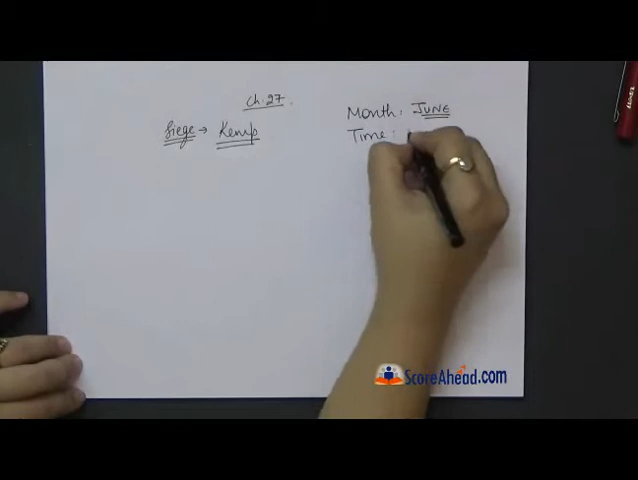 Ch. 27.
Siege → Kemp
Month: JUNE
Time:
ScoreAhead.com